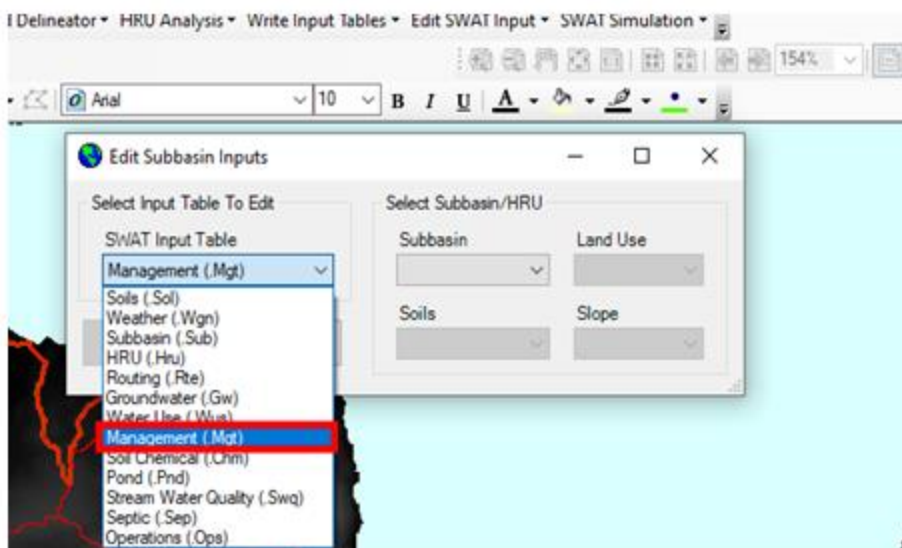 Delineator HRU Analysis Write Input Tables Edit SWAT Input SWAT Simulation
154%
Arial 10 B I U A
Edit Subbasin Inputs
Select Input Table To Edit
SWAT Input Table
Management (.Mgt)
Soils (.Sol)
Weather (.Wgn)
Subbasin (.Sub)
HRU (.Hru)
Routing (.Rte)
Groundwater (.Gw)
Water Use (.Wus)
Management (.Mgt)
Soil Chemical (.Chm)
Pond (.Pnd)
Stream Water Quality (.Swq)
Septic (.Sep)
Operations (.Ops)
Select Subbasin/HRU
Subbasin
Land Use
Soils
Slope